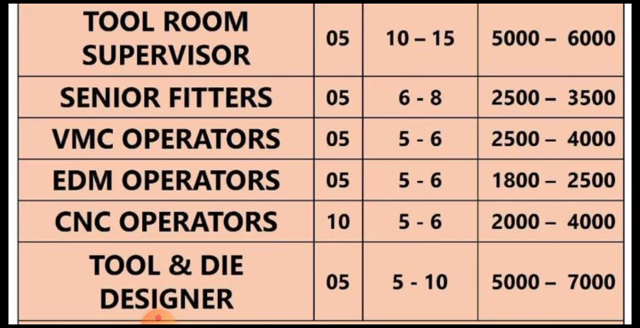 TOOL ROOM
SUPERVISOR 05 10 – 15 5000 – 6000
SENIOR FITTERS 05 6 - 8 2500 – 3500
VMC OPERATORS 05 5 - 6 2500 – 4000
EDM OPERATORS 05 5 - 6 1800 – 2500
CNC OPERATORS 10 5 - 6 2000 – 4000
TOOL & DIE
DESIGNER 05 5 - 10 5000 – 7000